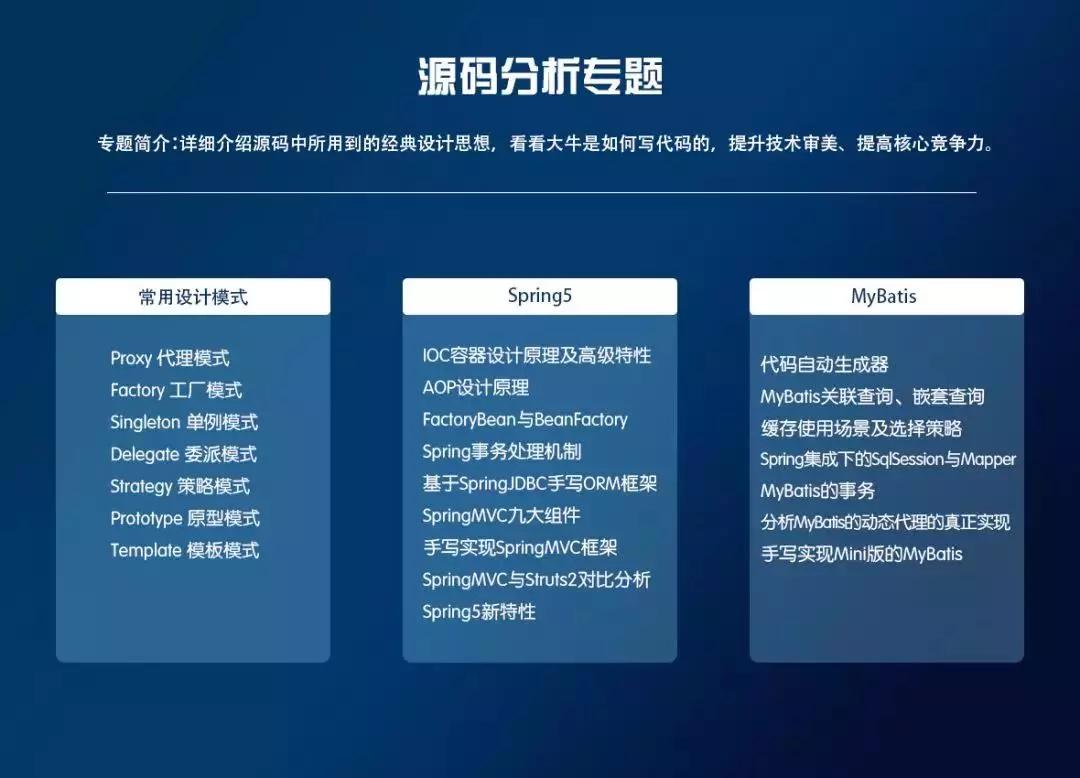 源码分析专题
专题简介：详细介绍源码中所用到的经典设计思想，看看大牛是如何写代码的，提升技术审美、提高核心竞争力。
常用设计模式
Proxy 代理模式
Factory 工厂模式
Singleton 单例模式
Delegate 委派模式
Strategy 策略模式
Prototype 原型模式
Template 模板模式
Spring5
IOC容器设计原理及高级特性
AOP设计原理
FactoryBean与BeanFactory
Spring事务处理机制
基于SpringJDBC手写ORM框架
SpringMVC九大组件
手写实现SpringMVC框架
SpringMVC与Struts2对比分析
Spring5新特性
MyBatis
代码自动生成器
MyBatis关联查询、嵌套查询
缓存使用场景及选择策略
Spring集成下的SqlSession与Mapper
MyBatis的事务
分析MyBatis的动态代理的真正实现
手写实现Mini版的MyBatis